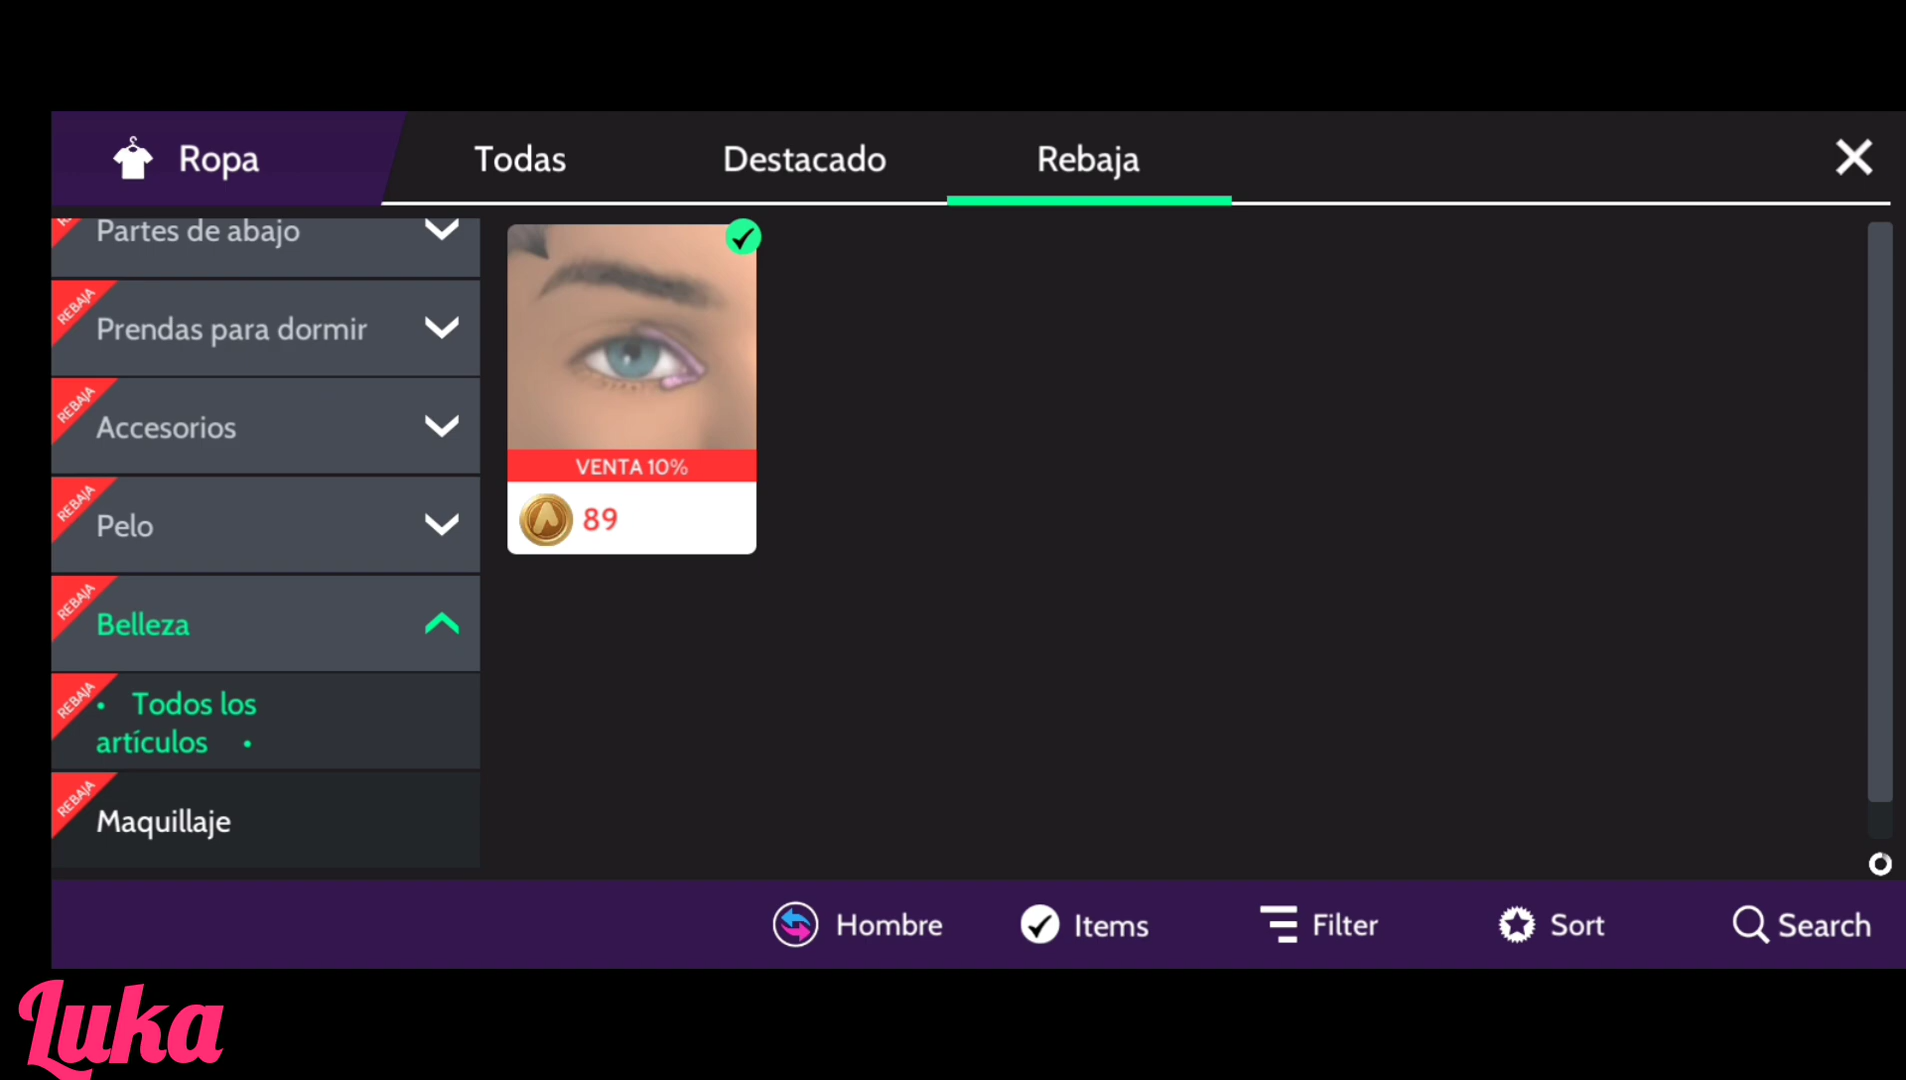 Ropa
Todas
Destacado
Rebaja
Partes de abajo
REBAJA
Prendas para dormir
REBAJA
Accesorios
REBAJA
Pelo
REBAJA
Belleza
REBAJA
• Todos los
artículos •
REBAJA
Maquillaje
VENTA 10%
89
Hombre
Items
Filter
Sort
Search
Luka